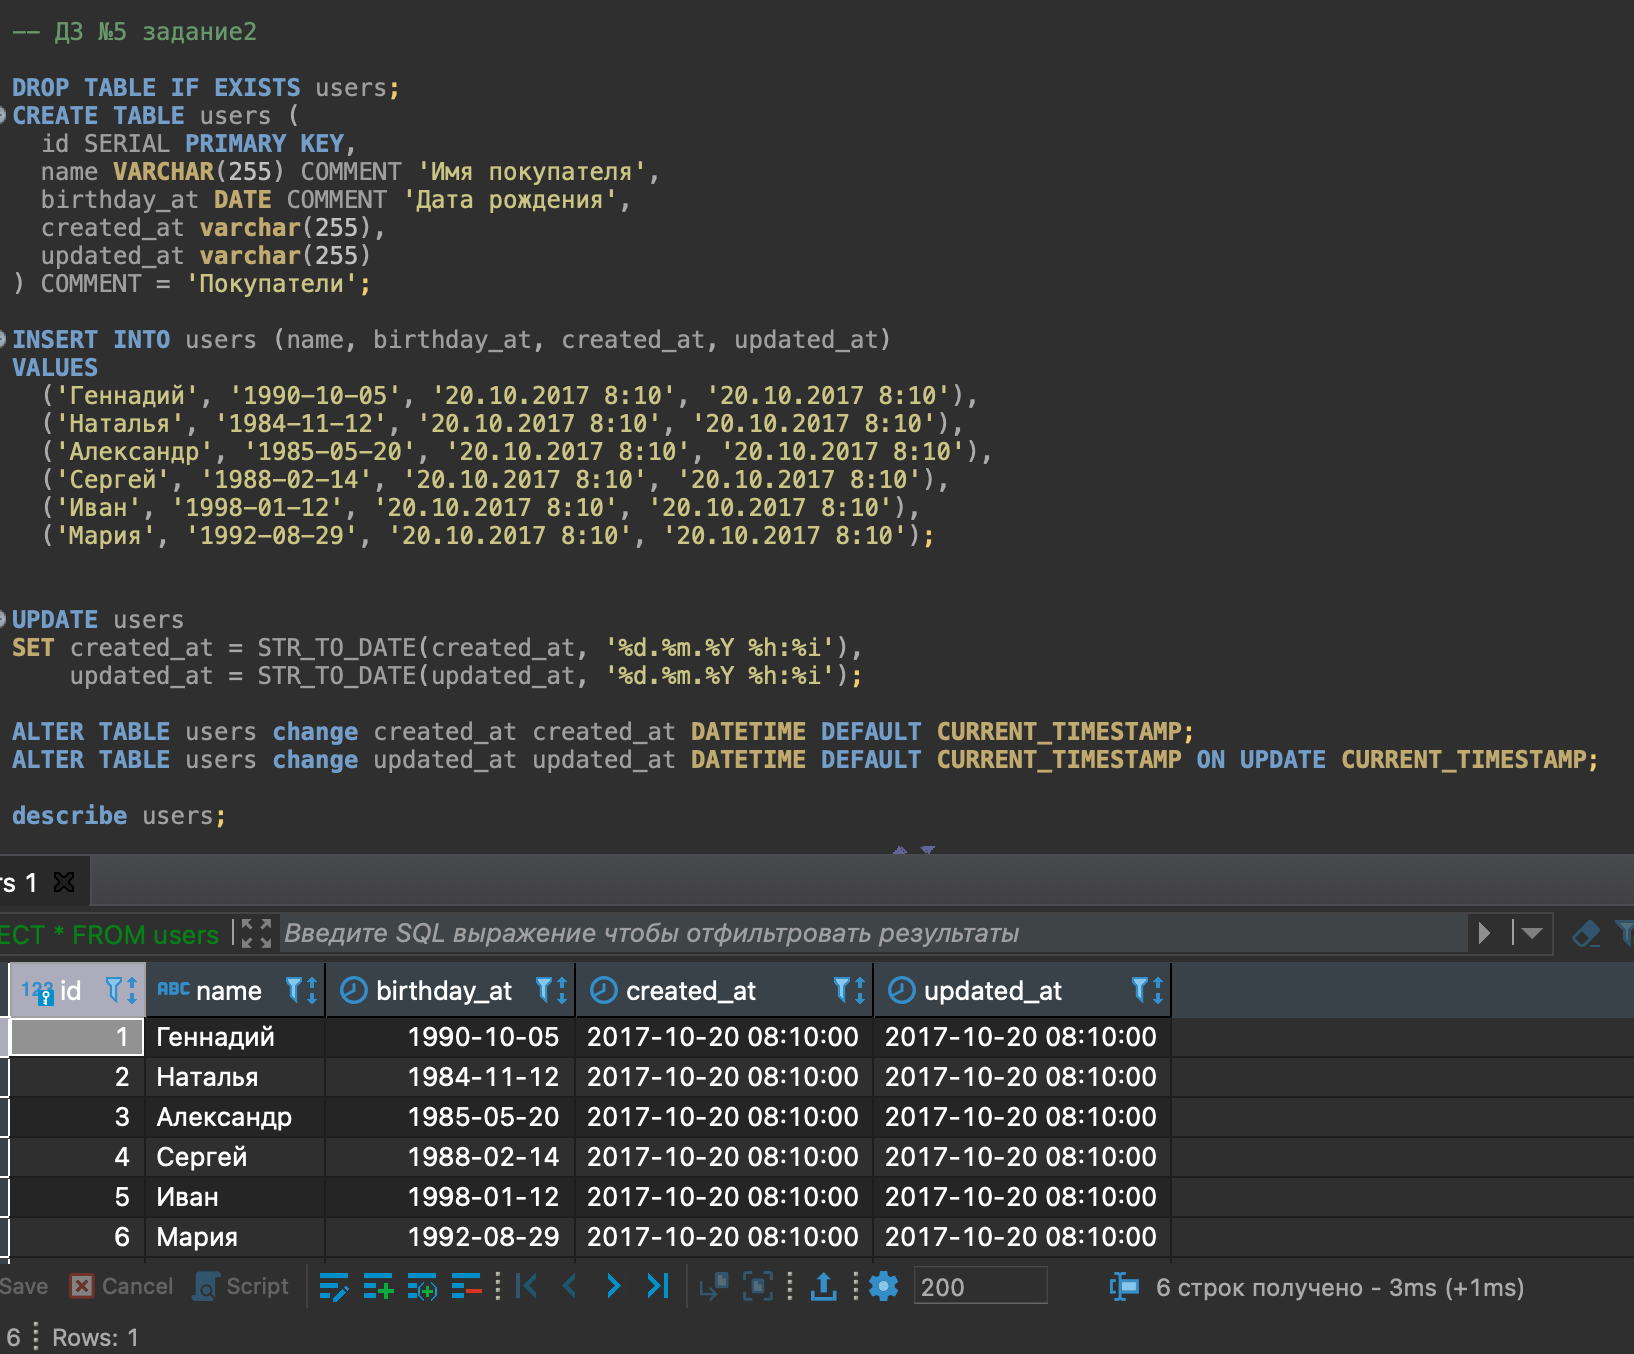 -- ДЗ №5 задание2
DROP TABLE IF EXISTS users;
CREATE TABLE users (
id SERIAL PRIMARY KEY,
name VARCHAR(255) COMMENT 'Имя покупателя',
birthday_at DATE COMMENT 'Дата рождения',
created_at varchar(255),
updated_at varchar(255)
) COMMENT = 'Покупатели';
INSERT INTO users (name, birthday_at, created_at, updated_at)
VALUES
('Геннадий', '1990-10-05', '20.10.2017 8:10', '20.10.2017 8:10'),
('Наталья', '1984-11-12', '20.10.2017 8:10', '20.10.2017 8:10'),
('Александр', '1985-05-20', '20.10.2017 8:10', '20.10.2017 8:10'),
('Сергей', '1988-02-14', '20.10.2017 8:10', '20.10.2017 8:10'),
('Иван', '1998-01-12', '20.10.2017 8:10', '20.10.2017 8:10'),
('Мария', '1992-08-29', '20.10.2017 8:10', '20.10.2017 8:10');
UPDATE users
SET created_at = STR_TO_DATE(created_at, '%d.%m.%Y %h:%i'),
updated_at = STR_TO_DATE(updated_at, '%d.%m.%Y %h:%i');
ALTER TABLE users change created_at created_at DATETIME DEFAULT CURRENT_TIMESTAMP;
ALTER TABLE users change updated_at updated_at DATETIME DEFAULT CURRENT_TIMESTAMP ON UPDATE CURRENT_TIMESTAMP;
describe users;
rs 1
ECT * FROM users Введите SQL выражение чтобы отфильтровать результаты
123 id ABC name birthday_at created_at updated_at
1 Геннадий 1990-10-05 2017-10-20 08:10:00 2017-10-20 08:10:00
2 Наталья 1984-11-12 2017-10-20 08:10:00 2017-10-20 08:10:00
3 Александр 1985-05-20 2017-10-20 08:10:00 2017-10-20 08:10:00
4 Сергей 1988-02-14 2017-10-20 08:10:00 2017-10-20 08:10:00
5 Иван 1998-01-12 2017-10-20 08:10:00 2017-10-20 08:10:00
6 Мария 1992-08-29 2017-10-20 08:10:00 2017-10-20 08:10:00
Save Cancel Script 200 6 строк получено - 3ms (+1ms)
6 Rows: 1